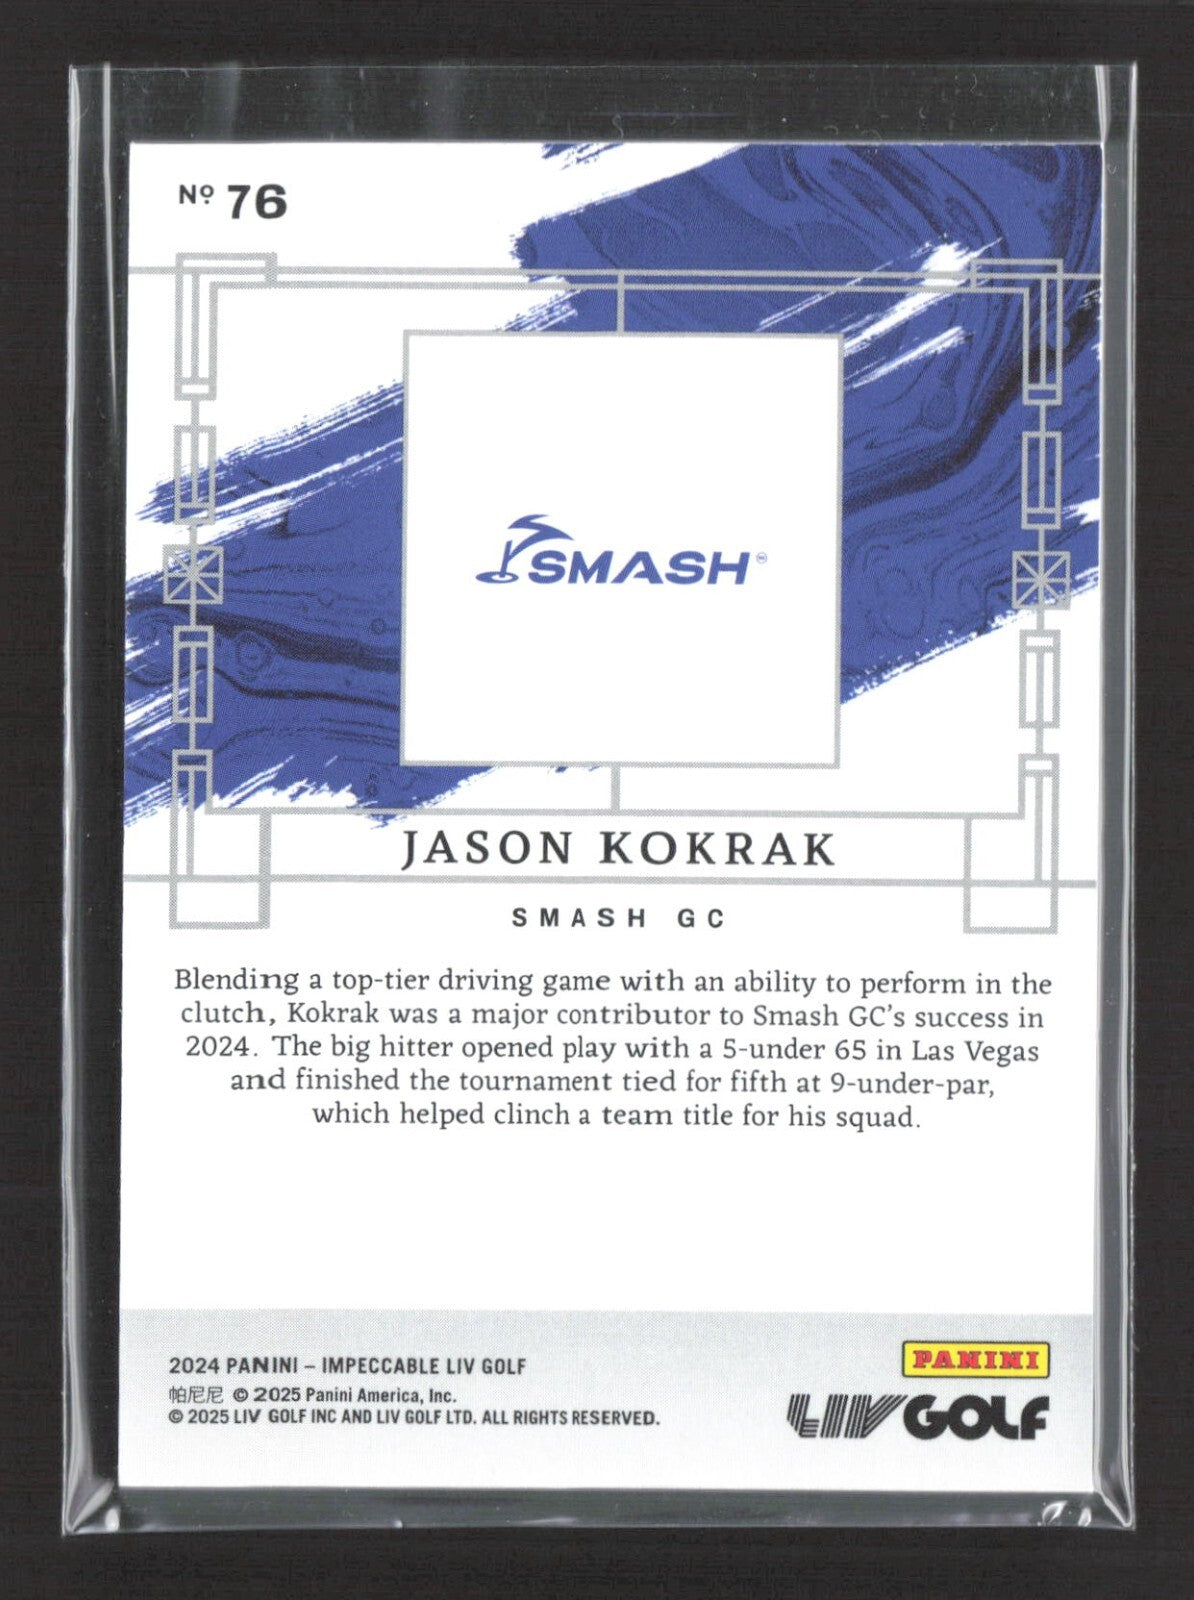 Nº 76
SMASH GC
JASON KOKRAK
SMASH GC
Blending a top-tier driving game with an ability to perform in the
clutch, Kokrak was a major contributor to Smash GC's success in
2024. The big hitter opened play with a 5-under 65 in Las Vegas
and finished the tournament tied for fifth at 9-under-par,
which helped clinch a team title for his squad.
2024 PANINI – IMPECCABLE LIV GOLF
帕尼尼 © 2025 Panini America, Inc.
© 2025 LIV GOLF INC AND LIV GOLF LTD. ALL RIGHTS RESERVED.
PANINI
LIV GOLF